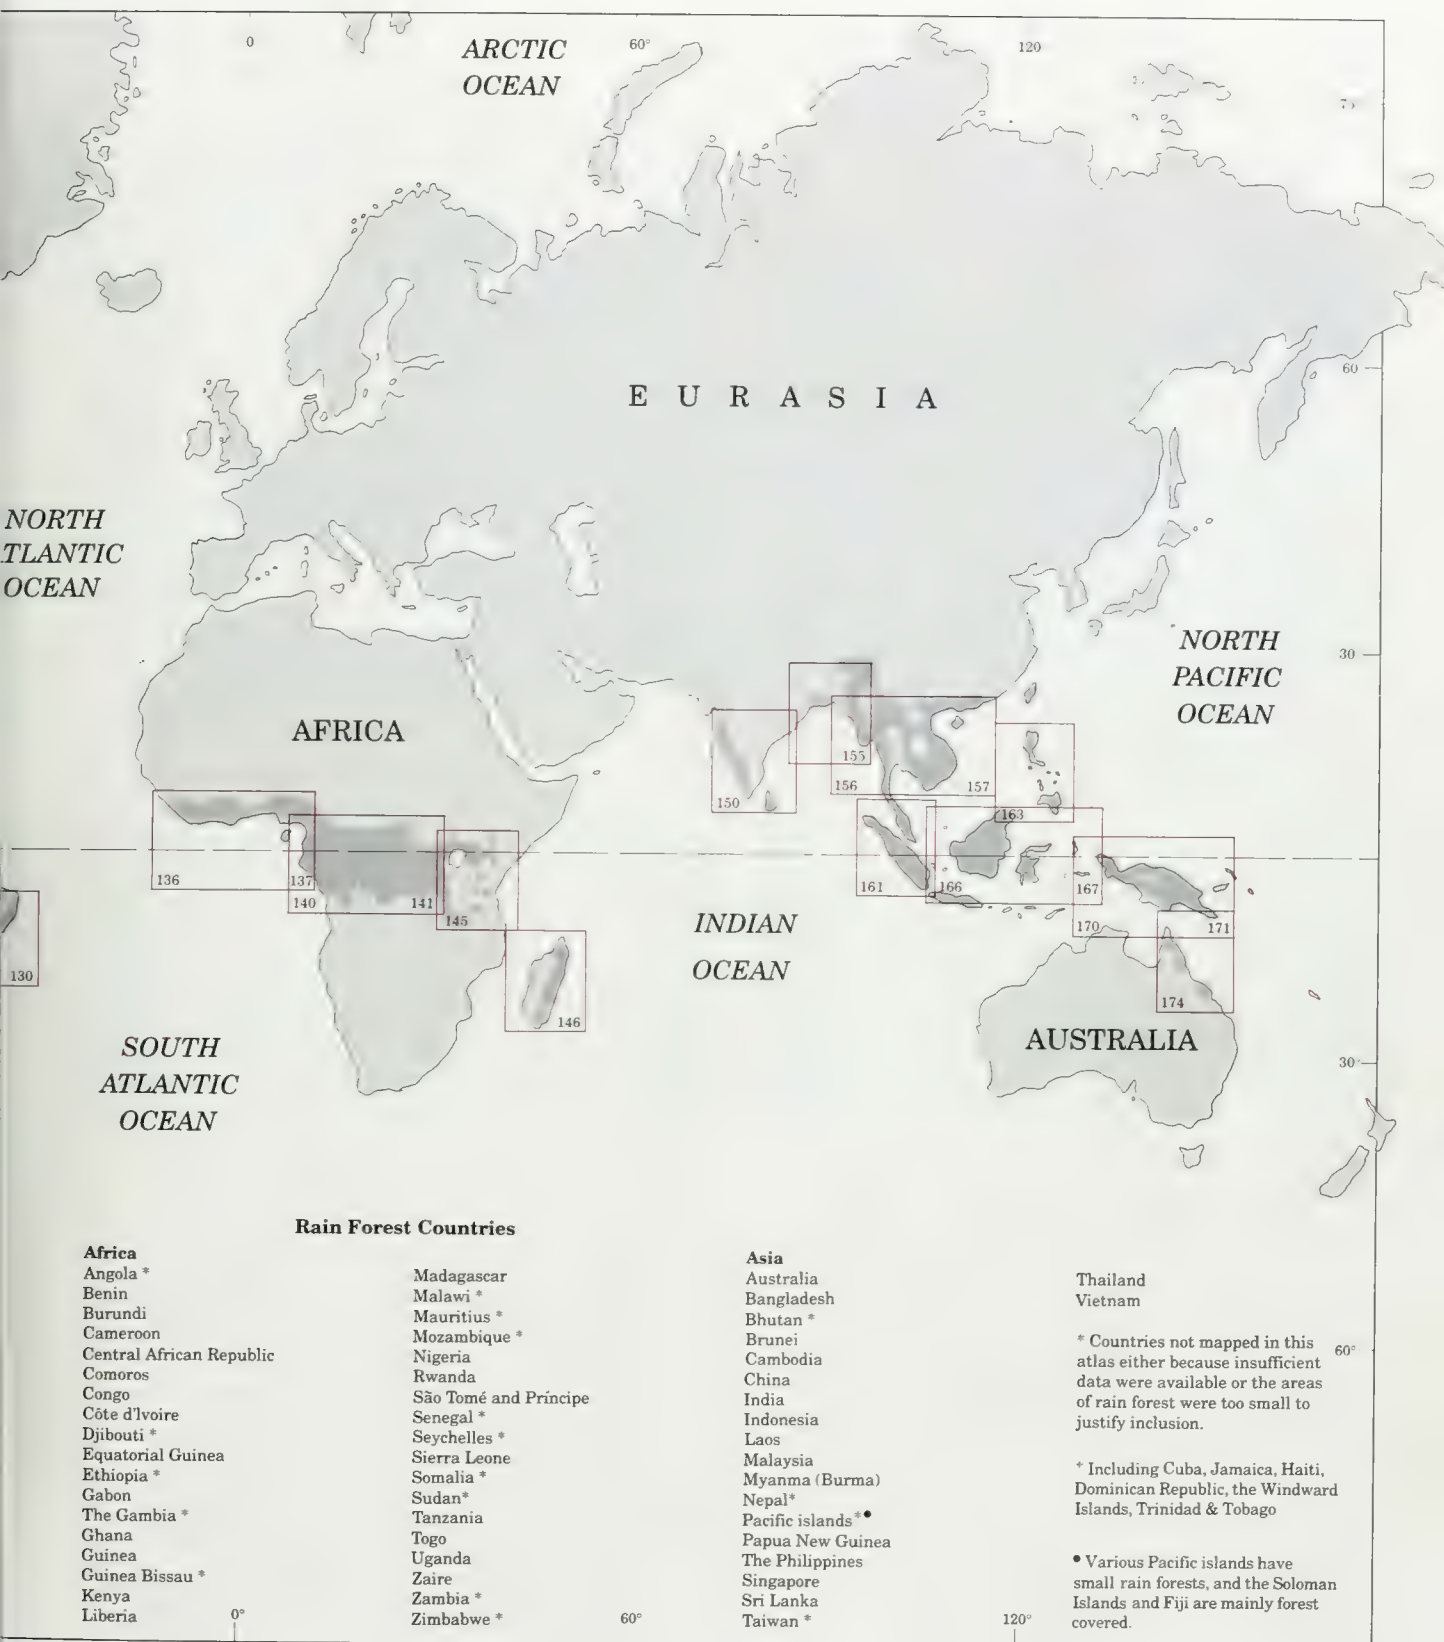 0
ARCTIC
OCEAN
60°
120
75
60
EURASIA
NORTH
TLANTIC
OCEAN
NORTH
PACIFIC
OCEAN
30
AFRICA
155
156
157
150
163
136
137
140
141
145
161
166
167
170
171
130
146
174
INDIAN
OCEAN
AUSTRALIA
SOUTH
ATLANTIC
OCEAN
30
Rain Forest Countries
Africa
Angola *
Benin
Burundi
Cameroon
Central African Republic
Comoros
Congo
Côte d'Ivoire
Djibouti *
Equatorial Guinea
Ethiopia *
Gabon
The Gambia *
Ghana
Guinea
Guinea Bissau *
Kenya
Liberia
Madagascar
Malawi *
Mauritius *
Mozambique *
Nigeria
Rwanda
São Tomé and Príncipe
Senegal *
Seychelles *
Sierra Leone
Somalia *
Sudan*
Tanzania
Togo
Uganda
Zaire
Zambia *
Zimbabwe *
Asia
Australia
Bangladesh
Bhutan *
Brunei
Cambodia
China
India
Indonesia
Laos
Malaysia
Myanma (Burma)
Nepal*
Pacific islands*●
Papua New Guinea
The Philippines
Singapore
Sri Lanka
Taiwan *
Thailand
Vietnam
* Countries not mapped in this
atlas either because insufficient
data were available or the areas
of rain forest were too small to
justify inclusion.
60°
+ Including Cuba, Jamaica, Haiti,
Dominican Republic, the Windward
Islands, Trinidad & Tobago
● Various Pacific islands have
small rain forests, and the Soloman
Islands and Fiji are mainly forest
covered.
0°
60°
120°